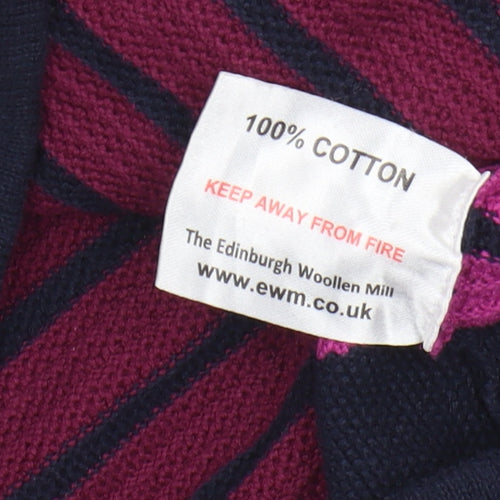 100% COTTON
KEEP AWAY FROM FIRE
The Edinburgh Woollen Mill
www.ewm.co.uk